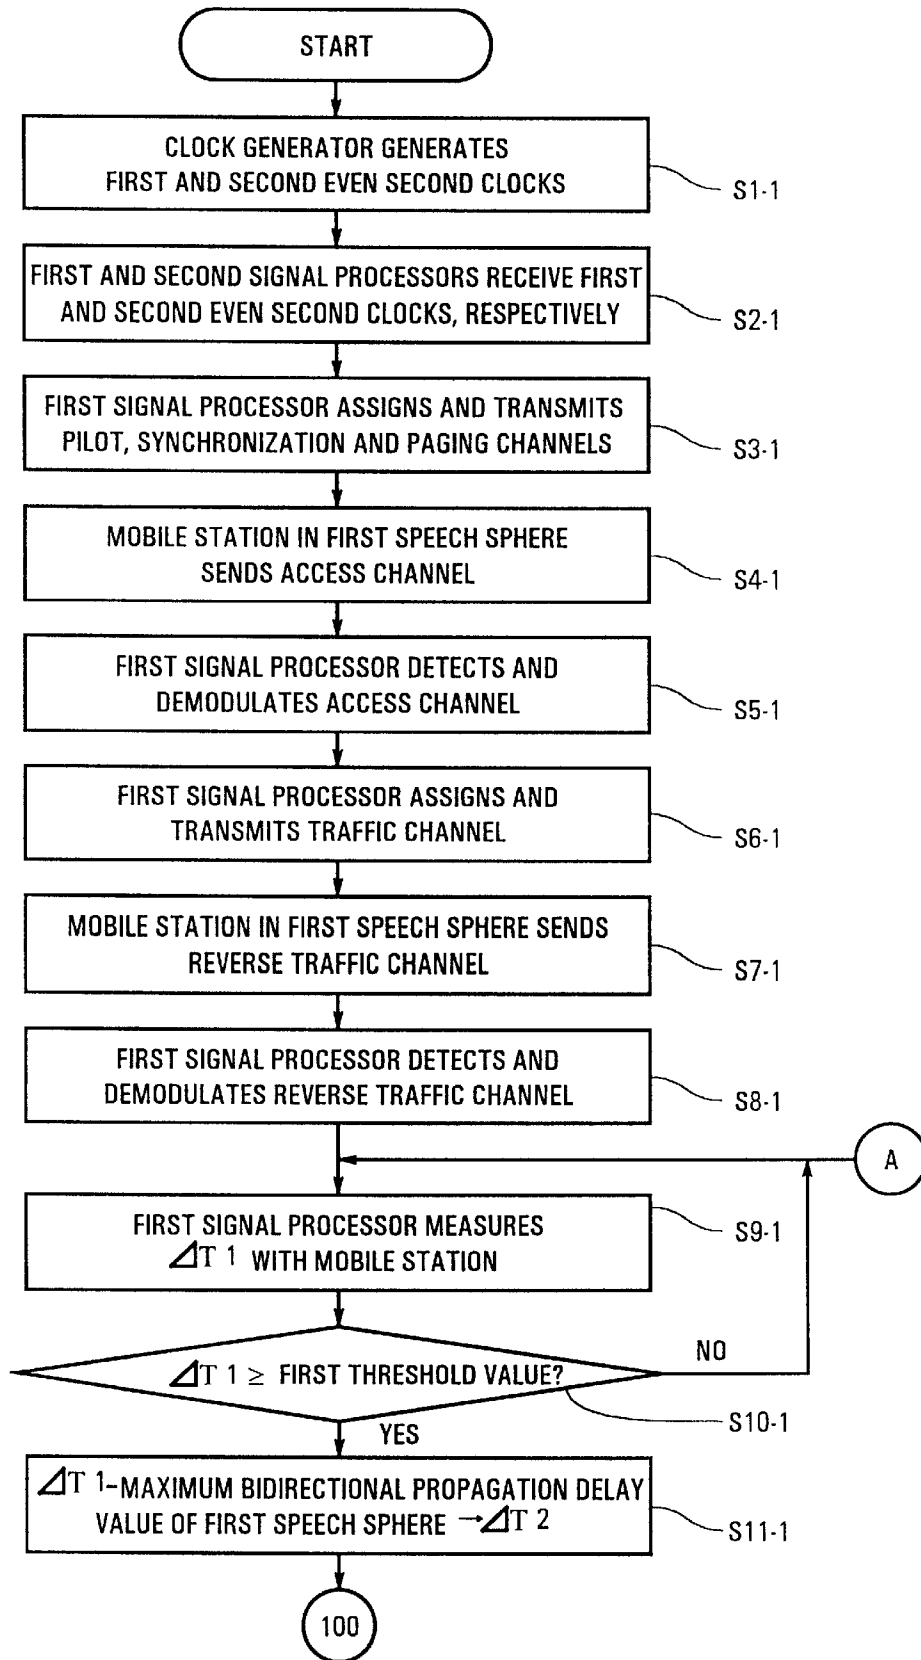 START
CLOCK GENERATOR GENERATES
FIRST AND SECOND EVEN SECOND CLOCKS
S1-1
FIRST AND SECOND SIGNAL PROCESSORS RECEIVE FIRST
AND SECOND EVEN SECOND CLOCKS, RESPECTIVELY
S2-1
FIRST SIGNAL PROCESSOR ASSIGNS AND TRANSMITS
PILOT, SYNCHRONIZATION AND PAGING CHANNELS
S3-1
MOBILE STATION IN FIRST SPEECH SPHERE
SENDS ACCESS CHANNEL
S4-1
FIRST SIGNAL PROCESSOR DETECTS AND
DEMODULATES ACCESS CHANNEL
S5-1
FIRST SIGNAL PROCESSOR ASSIGNS AND
TRANSMITS TRAFFIC CHANNEL
S6-1
MOBILE STATION IN FIRST SPEECH SPHERE SENDS
REVERSE TRAFFIC CHANNEL
S7-1
FIRST SIGNAL PROCESSOR DETECTS AND
DEMODULATES REVERSE TRAFFIC CHANNEL
S8-1
A
FIRST SIGNAL PROCESSOR MEASURES
⊿T 1 WITH MOBILE STATION
S9-1
⊿T 1 ≥ FIRST THRESHOLD VALUE?
NO
S10-1
YES
⊿T 1-MAXIMUM BIDIRECTIONAL PROPAGATION DELAY
VALUE OF FIRST SPEECH SPHERE →⊿T 2
S11-1
100